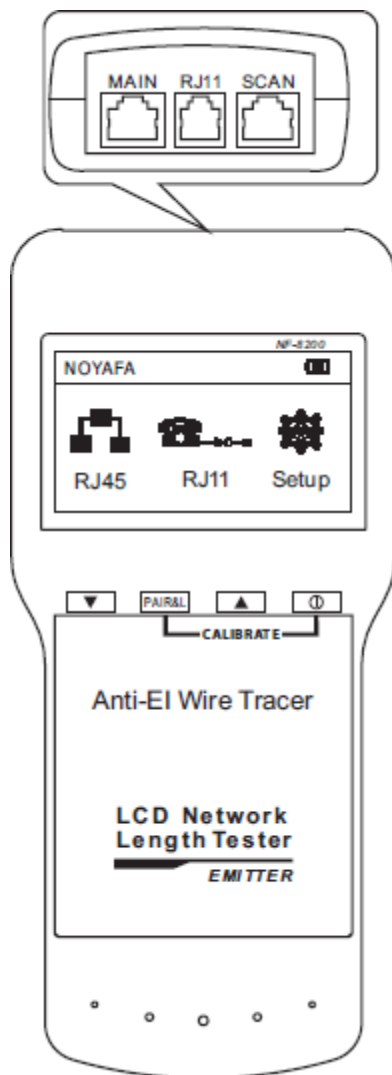 MAIN RJ11 SCAN
NF-8200
NOYAFA
RJ45 RJ11 Setup
▼ PAIR&L ▲
CALIBRATE
Anti-EI Wire Tracer
LCD Network
Length Tester
EMITTER